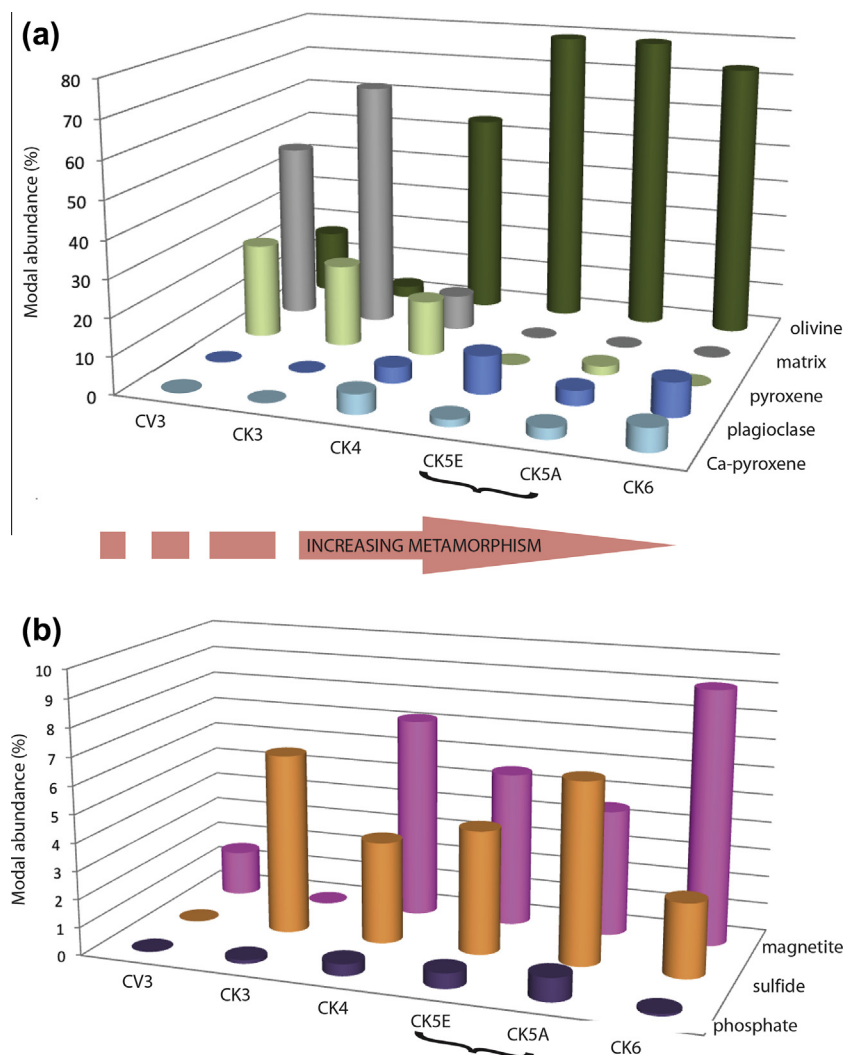 (a)
Modal abundance (%)
80
70
60
50
40
30
20
10
0
CV3
CK3
CK4
CK5E
CK5A
CK6
olivine
matrix
pyroxene
plagioclase
Ca-pyroxene
INCREASING METAMORPHISM
(b)
Modal abundance (%)
10
9
8
7
6
5
4
3
2
1
0
CV3
CK3
CK4
CK5E
CK5A
CK6
magnetite
sulfide
phosphate